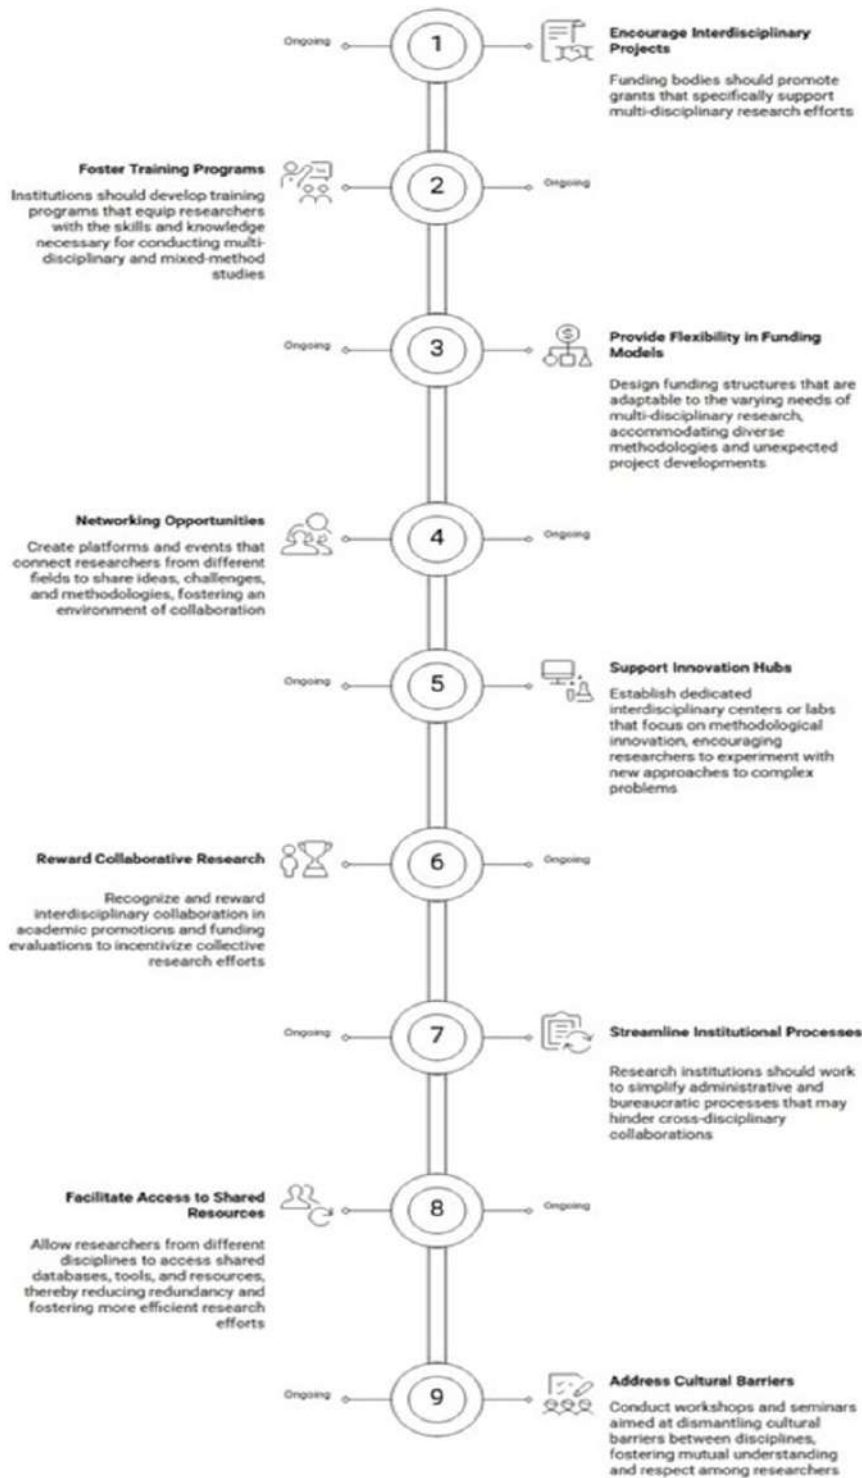 Ongoing
1
Encourage Interdisciplinary
Projects
Funding bodies should promote
grants that specifically support
multi-disciplinary research efforts
Foster Training Programs
Institutions should develop training
programs that equip researchers
with the skills and knowledge
necessary for conducting multi-
disciplinary and mixed-method
studies
2
Ongoing
Ongoing
3
Provide Flexibility in Funding
Models
Design funding structures that are
adaptable to the varying needs of
multi-disciplinary research,
accommodating diverse
methodologies and unexpected
project developments
Networking Opportunities
Create platforms and events that
connect researchers from different
fields to share ideas, challenges,
and methodologies, fostering an
environment of collaboration
4
Ongoing
Ongoing
5
Support Innovation Hubs
Establish dedicated
interdisciplinary centers or labs
that focus on methodological
innovation, encouraging
researchers to experiment with
new approaches to complex
problems
Reward Collaborative Research
Recognize and reward
interdisciplinary collaboration in
academic promotions and funding
evaluations to incentivize collective
research efforts
6
Ongoing
Ongoing
7
Streamline Institutional Processes
Research institutions should work
to simplify administrative and
bureaucratic processes that may
hinder cross-disciplinary
collaborations
Facilitate Access to Shared
Resources
Allow researchers from different
disciplines to access shared
databases, tools, and resources,
thereby reducing redundancy and
fostering more efficient research
efforts
8
Ongoing
Ongoing
9
Address Cultural Barriers
Conduct workshops and seminars
aimed at dismantling cultural
barriers between disciplines,
fostering mutual understanding
and respect among researchers